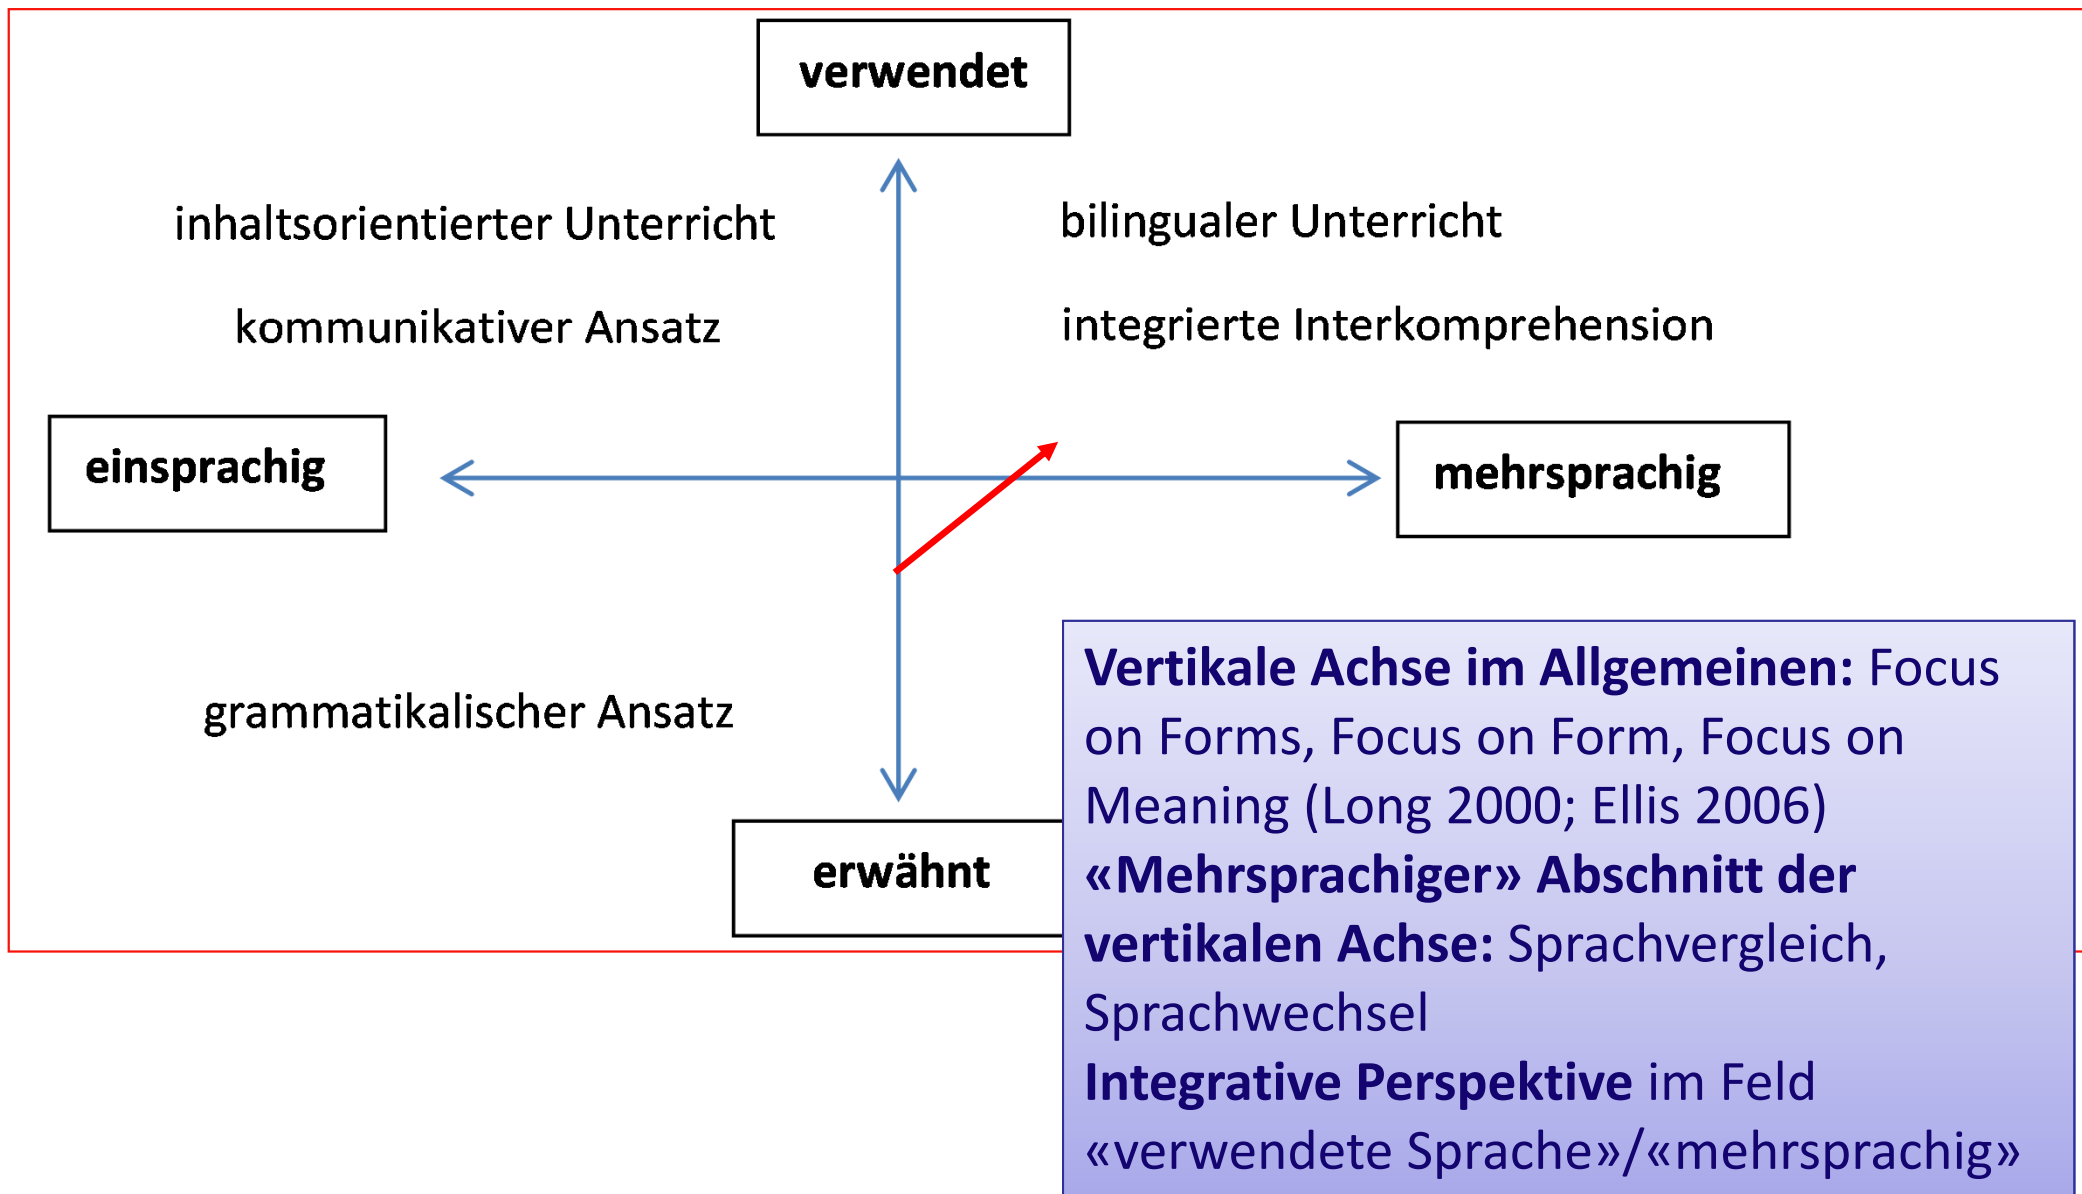 verwendet
inhaltsorientierter Unterricht
bilingualer Unterricht
kommunikativer Ansatz
integrierte Interkomprehension
einsprachig
mehrsprachig
grammatikalischer Ansatz
erwähnt
Vertikale Achse im Allgemeinen: Focus
on Forms, Focus on Form, Focus on
Meaning (Long 2000; Ellis 2006)
«Mehrsprachiger» Abschnitt der
vertikalen Achse: Sprachvergleich,
Sprachwechsel
Integrative Perspektive im Feld
«verwendete Sprache»/«mehrsprachig»